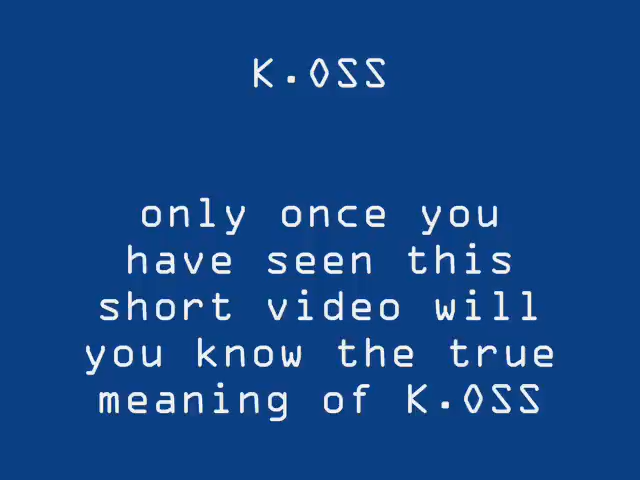 K.OSS
only once you
have seen this
short video will
you know the true
meaning of K.OSS